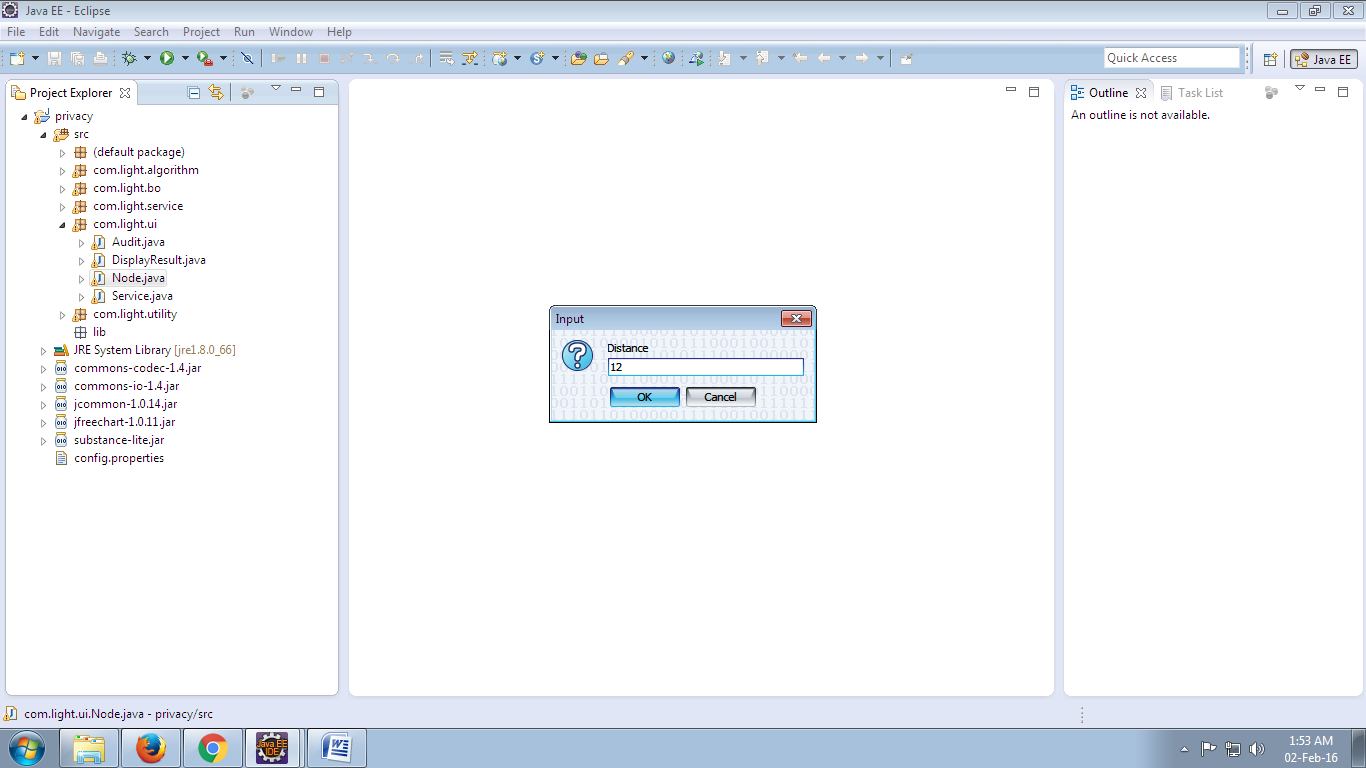 Java EE - Eclipse
File Edit Navigate Search Project Run Window Help
Quick Access
Java EE
Project Explorer
privacy
src
(default package)
com.light.algorithm
com.light.bo
com.light.service
com.light.ui
Audit.java
DisplayResult.java
Node.java
Service.java
com.light.utility
lib
JRE System Library [jre1.8.0_66]
commons-codec-1.4.jar
commons-io-1.4.jar
jcommon-1.0.14.jar
jfreechart-1.0.11.jar
substance-lite.jar
config.properties
Input
Distance
12
OK Cancel
Outline Task List
An outline is not available.
com.light.ui.Node.java - privacy/src
Java EE
IDE
1:53 AM
02-Feb-16